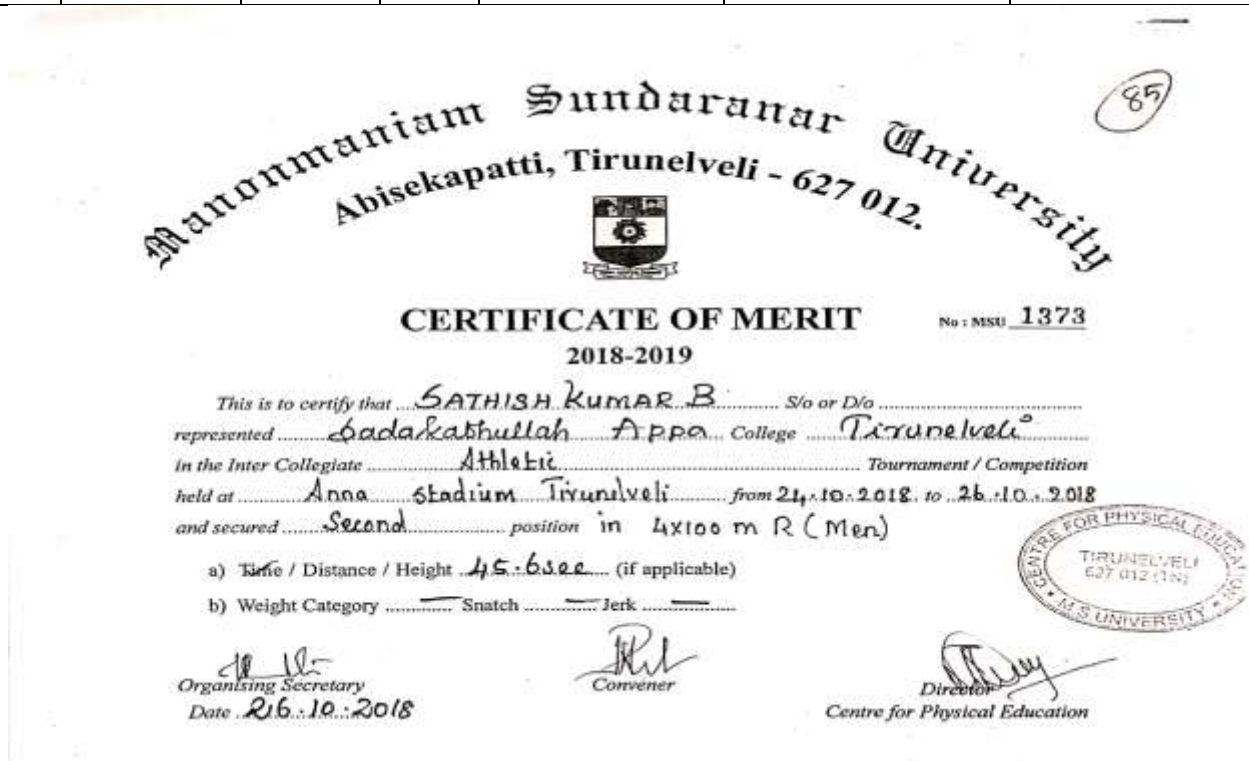 85
Manonmaniam Sundaranar University
Abisekapatti, Tirunelveli - 627 012.
CERTIFICATE OF MERIT
No : MSU 1373
2018-2019
This is to certify that SATHISH KUMAR B S/o or D/o
represented Sadakathullah Appa College Tirunelveli
in the Inter Collegiate Athletic Tournament / Competition
held at Anna Stadium Tirunelveli from 24.10.2018 to 26.10.2018
and secured Second position in 4x100 m R (Men)
CENTRE FOR PHYSICAL EDUCATION
TIRUNELVELI
627 012 (TN)
M.S UNIVERSITY
a) Time / Distance / Height 45.6sec (if applicable)
b) Weight Category — Snatch — Jerk —
Organising Secretary
Convener
Director
Date 26.10.2018
Centre for Physical Education